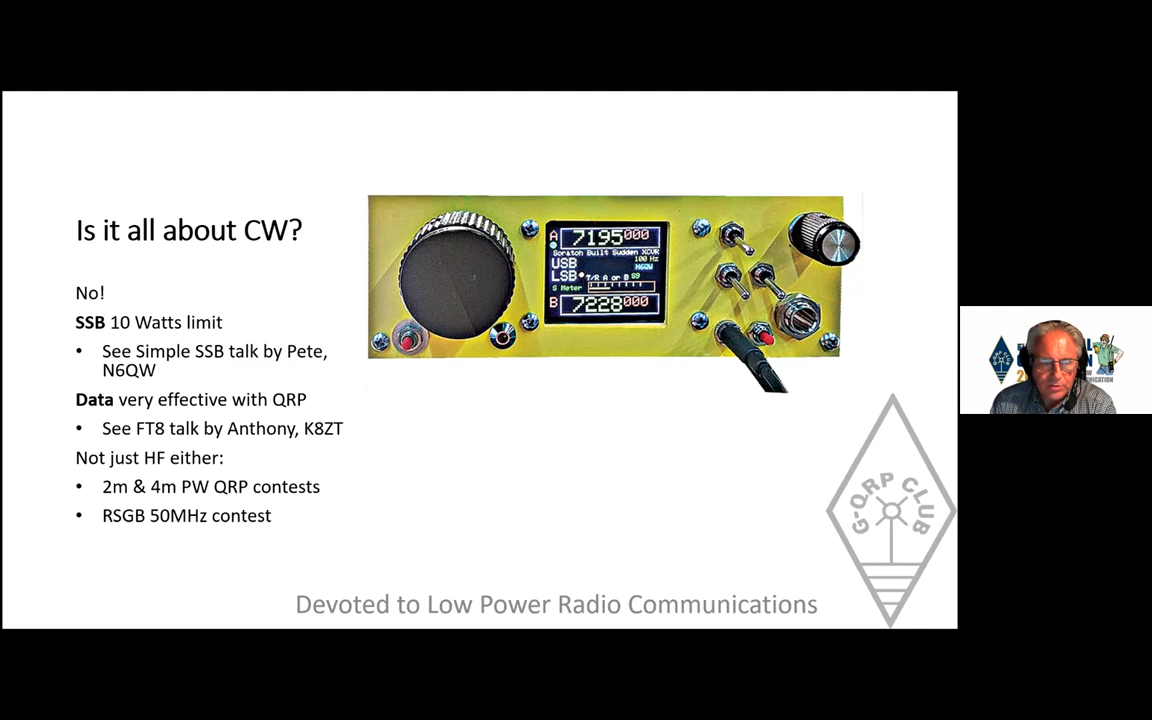 Is it all about CW?
No!
SSB 10 Watts limit
• See Simple SSB talk by Pete,
N6QW
Data very effective with QRP
• See FT8 talk by Anthony, K8ZT
Not just HF either:
• 2m & 4m PW QRP contests
• RSGB 50MHz contest
A 7195000
Scratch Built Sudden XCVR
100 Hz
USB N6QW
LSB T/R A or B S9
S Meter
B 7228000
G-QRP CLUB
Devoted to Low Power Radio Communications